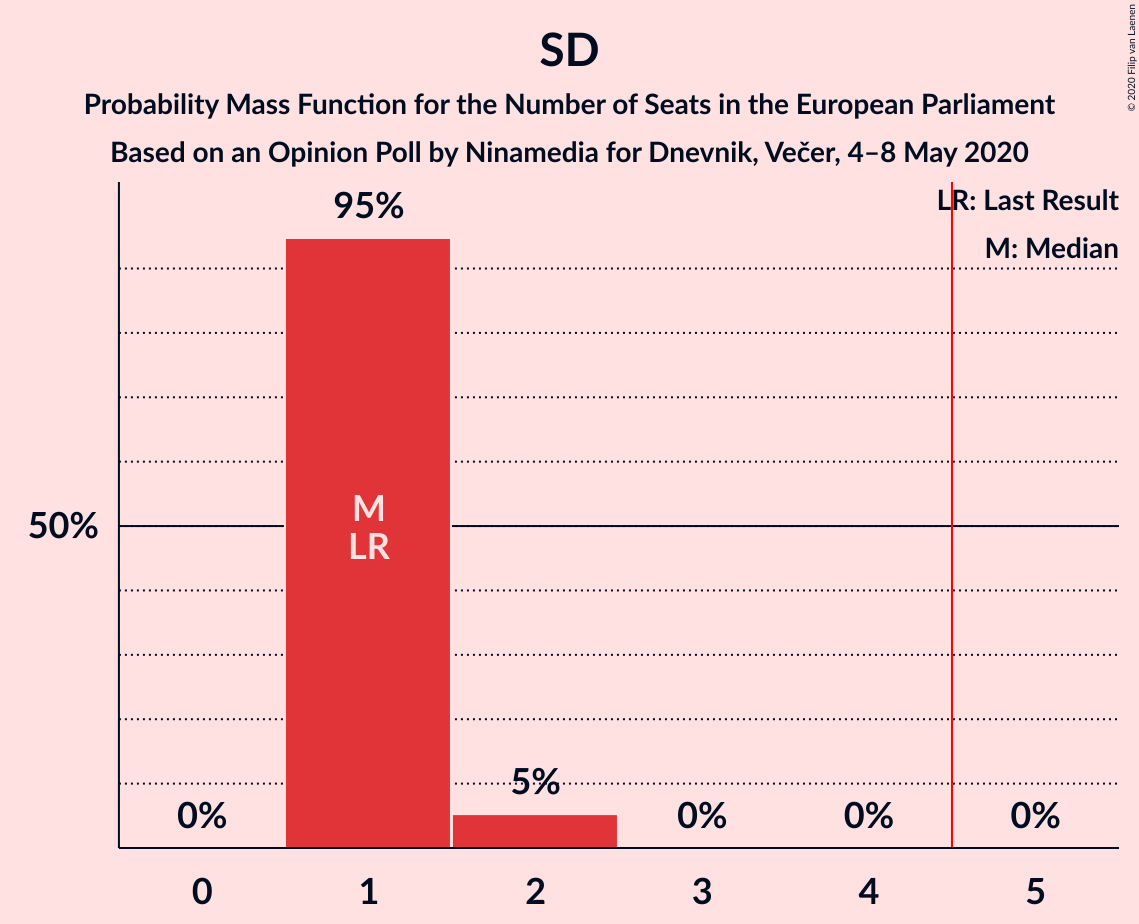 SD
Probability Mass Function for the Number of Seats in the European Parliament
Based on an Opinion Poll by Ninamedia for Dnevnik, Večer, 4–8 May 2020
© 2020 Filip van Laenen
LR: Last Result
M: Median
95%
50%
M
LR
0%
5%
0%
0%
0%
0
1
2
3
4
5